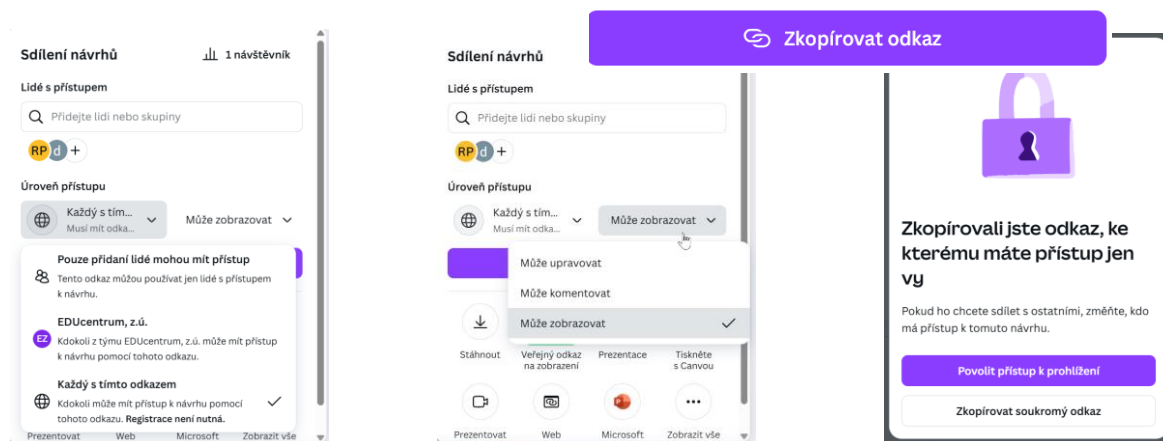 Sdílení návrhů
1 návštěvník
Lidé s přístupem
Přidejte lidi nebo skupiny
RP d +
Úroveň přístupu
Každý s tím...
Musí mít odka...
Může zobrazovat
Pouze přidaní lidé mohou mít přístup
Tento odkaz můžou používat jen lidé s přístupem
k návrhu.
EZ
EDUcentrum, z.ú.
Kdokoli z týmu EDUcentrum, z.ú. může mít přístup
k návrhu pomocí tohoto odkazu.
Každý s tímto odkazem
Kdokoli může mít přístup k návrhu pomocí
tohoto odkazu. Registrace není nutná.
Prezentovat Web Microsoft Zobrazit vše
Sdílení návrhů
Lidé s přístupem
Přidejte lidi nebo skupiny
RP d +
Úroveň přístupu
Každý s tím...
Musí mít odka...
Může zobrazovat
Může upravovat
Může komentovat
Může zobrazovat
Stáhnout
Veřejný odkaz
na zobrazení
Prezentace
Tiskněte
s Canvou
Prezentovat Web Microsoft Zobrazit vše
Zkopírovat odkaz
Zkopírovali jste odkaz, ke
kterému máte přístup jen
vy
Pokud ho chcete sdílet s ostatními, změňte, kdo
má přístup k tomuto návrhu.
Povolit přístup k prohlížení
Zkopírovat soukromý odkaz